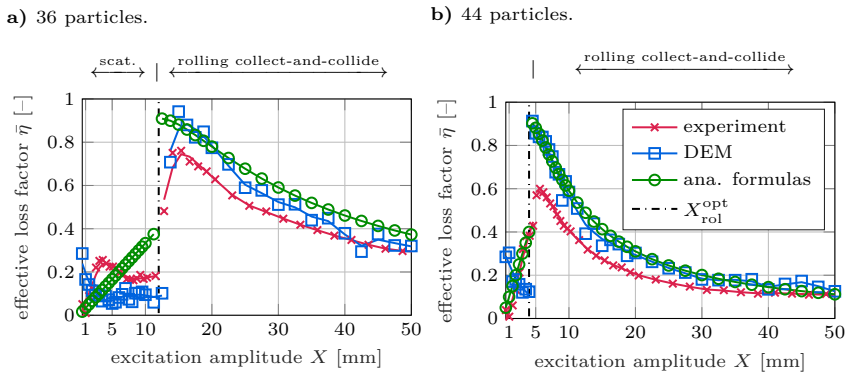 a) 36 particles.
scat.
rolling collect-and-collide
effective loss factor η̄ [–]
1
0.8
0.6
0.4
0.2
0
1 5 10 20 30 40 50
excitation amplitude X [mm]
b) 44 particles.
rolling collect-and-collide
effective loss factor η̄ [–]
1
0.8
0.6
0.4
0.2
0
experiment
DEM
ana. formulas
X_rol^opt
1 5 10 20 30 40 50
excitation amplitude X [mm]